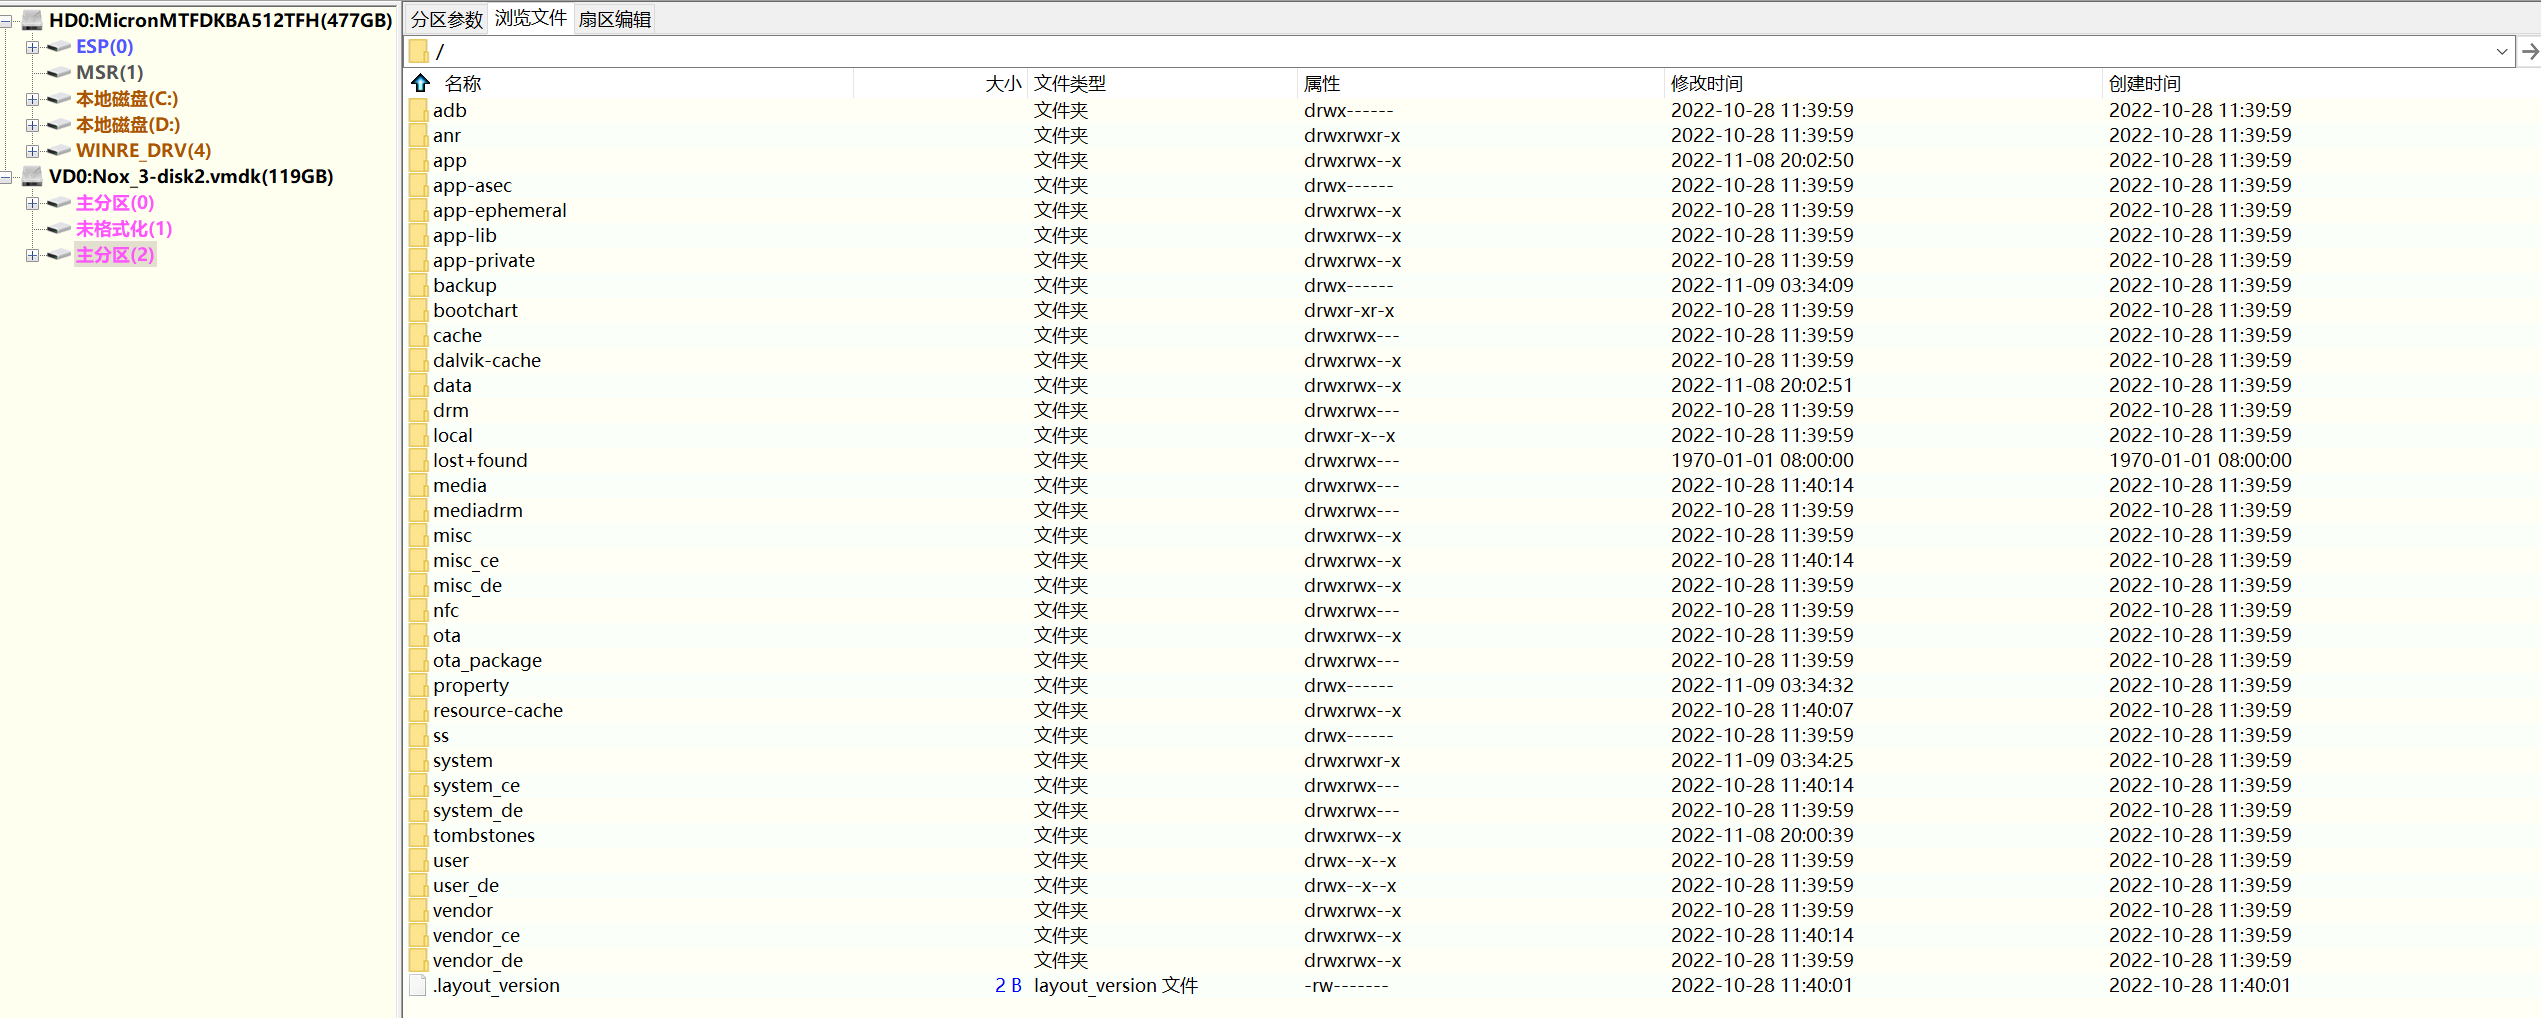 HD0:MicronMTFDKBA512TFH(477GB)
ESP(0)
MSR(1)
本地磁盘(C:)
本地磁盘(D:)
WINRE_DRV(4)
VD0:Nox_3-disk2.vmdk(119GB)
主分区(0)
未格式化(1)
主分区(2)
分区参数 浏览文件 扇区编辑
/
名称 大小 文件类型 属性 修改时间 创建时间
adb 文件夹 drwx------ 2022-10-28 11:39:59 2022-10-28 11:39:59
anr 文件夹 drwxrwxr-x 2022-10-28 11:39:59 2022-10-28 11:39:59
app 文件夹 drwxrwx--x 2022-11-08 20:02:50 2022-10-28 11:39:59
app-asec 文件夹 drwx------ 2022-10-28 11:39:59 2022-10-28 11:39:59
app-ephemeral 文件夹 drwxrwx--x 2022-10-28 11:39:59 2022-10-28 11:39:59
app-lib 文件夹 drwxrwx--x 2022-10-28 11:39:59 2022-10-28 11:39:59
app-private 文件夹 drwxrwx--x 2022-10-28 11:39:59 2022-10-28 11:39:59
backup 文件夹 drwx------ 2022-11-09 03:34:09 2022-10-28 11:39:59
bootchart 文件夹 drwxr-xr-x 2022-10-28 11:39:59 2022-10-28 11:39:59
cache 文件夹 drwxrwx--- 2022-10-28 11:39:59 2022-10-28 11:39:59
dalvik-cache 文件夹 drwxrwx--x 2022-10-28 11:39:59 2022-10-28 11:39:59
data 文件夹 drwxrwx--x 2022-11-08 20:02:51 2022-10-28 11:39:59
drm 文件夹 drwxrwx--- 2022-10-28 11:39:59 2022-10-28 11:39:59
local 文件夹 drwxr-x--x 2022-10-28 11:39:59 2022-10-28 11:39:59
lost+found 文件夹 drwxrwx--- 1970-01-01 08:00:00 1970-01-01 08:00:00
media 文件夹 drwxrwx--- 2022-10-28 11:40:14 2022-10-28 11:39:59
mediadrm 文件夹 drwxrwx--- 2022-10-28 11:39:59 2022-10-28 11:39:59
misc 文件夹 drwxrwx--x 2022-10-28 11:39:59 2022-10-28 11:39:59
misc_ce 文件夹 drwxrwx--x 2022-10-28 11:40:14 2022-10-28 11:39:59
misc_de 文件夹 drwxrwx--x 2022-10-28 11:39:59 2022-10-28 11:39:59
nfc 文件夹 drwxrwx--- 2022-10-28 11:39:59 2022-10-28 11:39:59
ota 文件夹 drwxrwx--x 2022-10-28 11:39:59 2022-10-28 11:39:59
ota_package 文件夹 drwxrwx--- 2022-10-28 11:39:59 2022-10-28 11:39:59
property 文件夹 drwx------ 2022-11-09 03:34:32 2022-10-28 11:39:59
resource-cache 文件夹 drwxrwx--x 2022-10-28 11:40:07 2022-10-28 11:39:59
ss 文件夹 drwx------ 2022-10-28 11:39:59 2022-10-28 11:39:59
system 文件夹 drwxrwxr-x 2022-11-09 03:34:25 2022-10-28 11:39:59
system_ce 文件夹 drwxrwx--- 2022-10-28 11:40:14 2022-10-28 11:39:59
system_de 文件夹 drwxrwx--- 2022-10-28 11:39:59 2022-10-28 11:39:59
tombstones 文件夹 drwxrwx--x 2022-11-08 20:00:39 2022-10-28 11:39:59
user 文件夹 drwx--x--x 2022-10-28 11:39:59 2022-10-28 11:39:59
user_de 文件夹 drwx--x--x 2022-10-28 11:39:59 2022-10-28 11:39:59
vendor 文件夹 drwxrwx--x 2022-10-28 11:39:59 2022-10-28 11:39:59
vendor_ce 文件夹 drwxrwx--x 2022-10-28 11:40:14 2022-10-28 11:39:59
vendor_de 文件夹 drwxrwx--x 2022-10-28 11:39:59 2022-10-28 11:39:59
.layout_version 2 B layout_version 文件 -rw------- 2022-10-28 11:40:01 2022-10-28 11:40:01